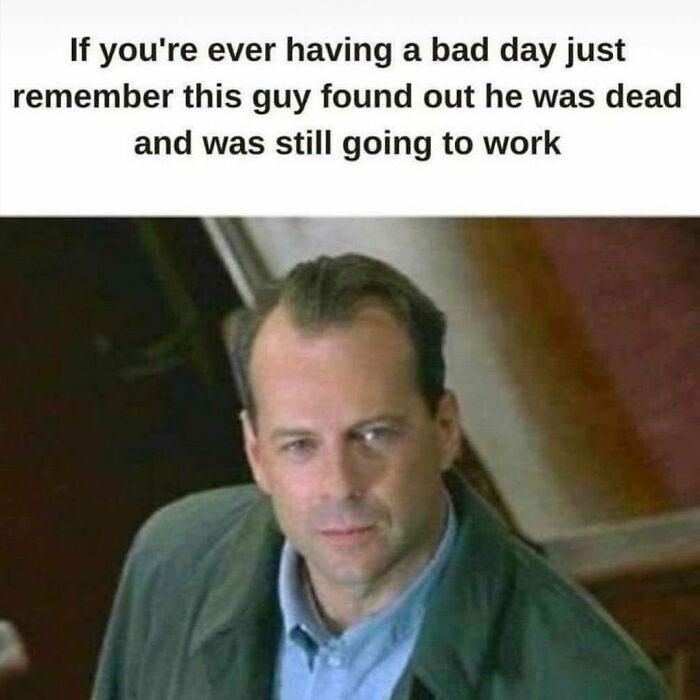 If you're ever having a bad day just
remember this guy found out he was dead
and was still going to work